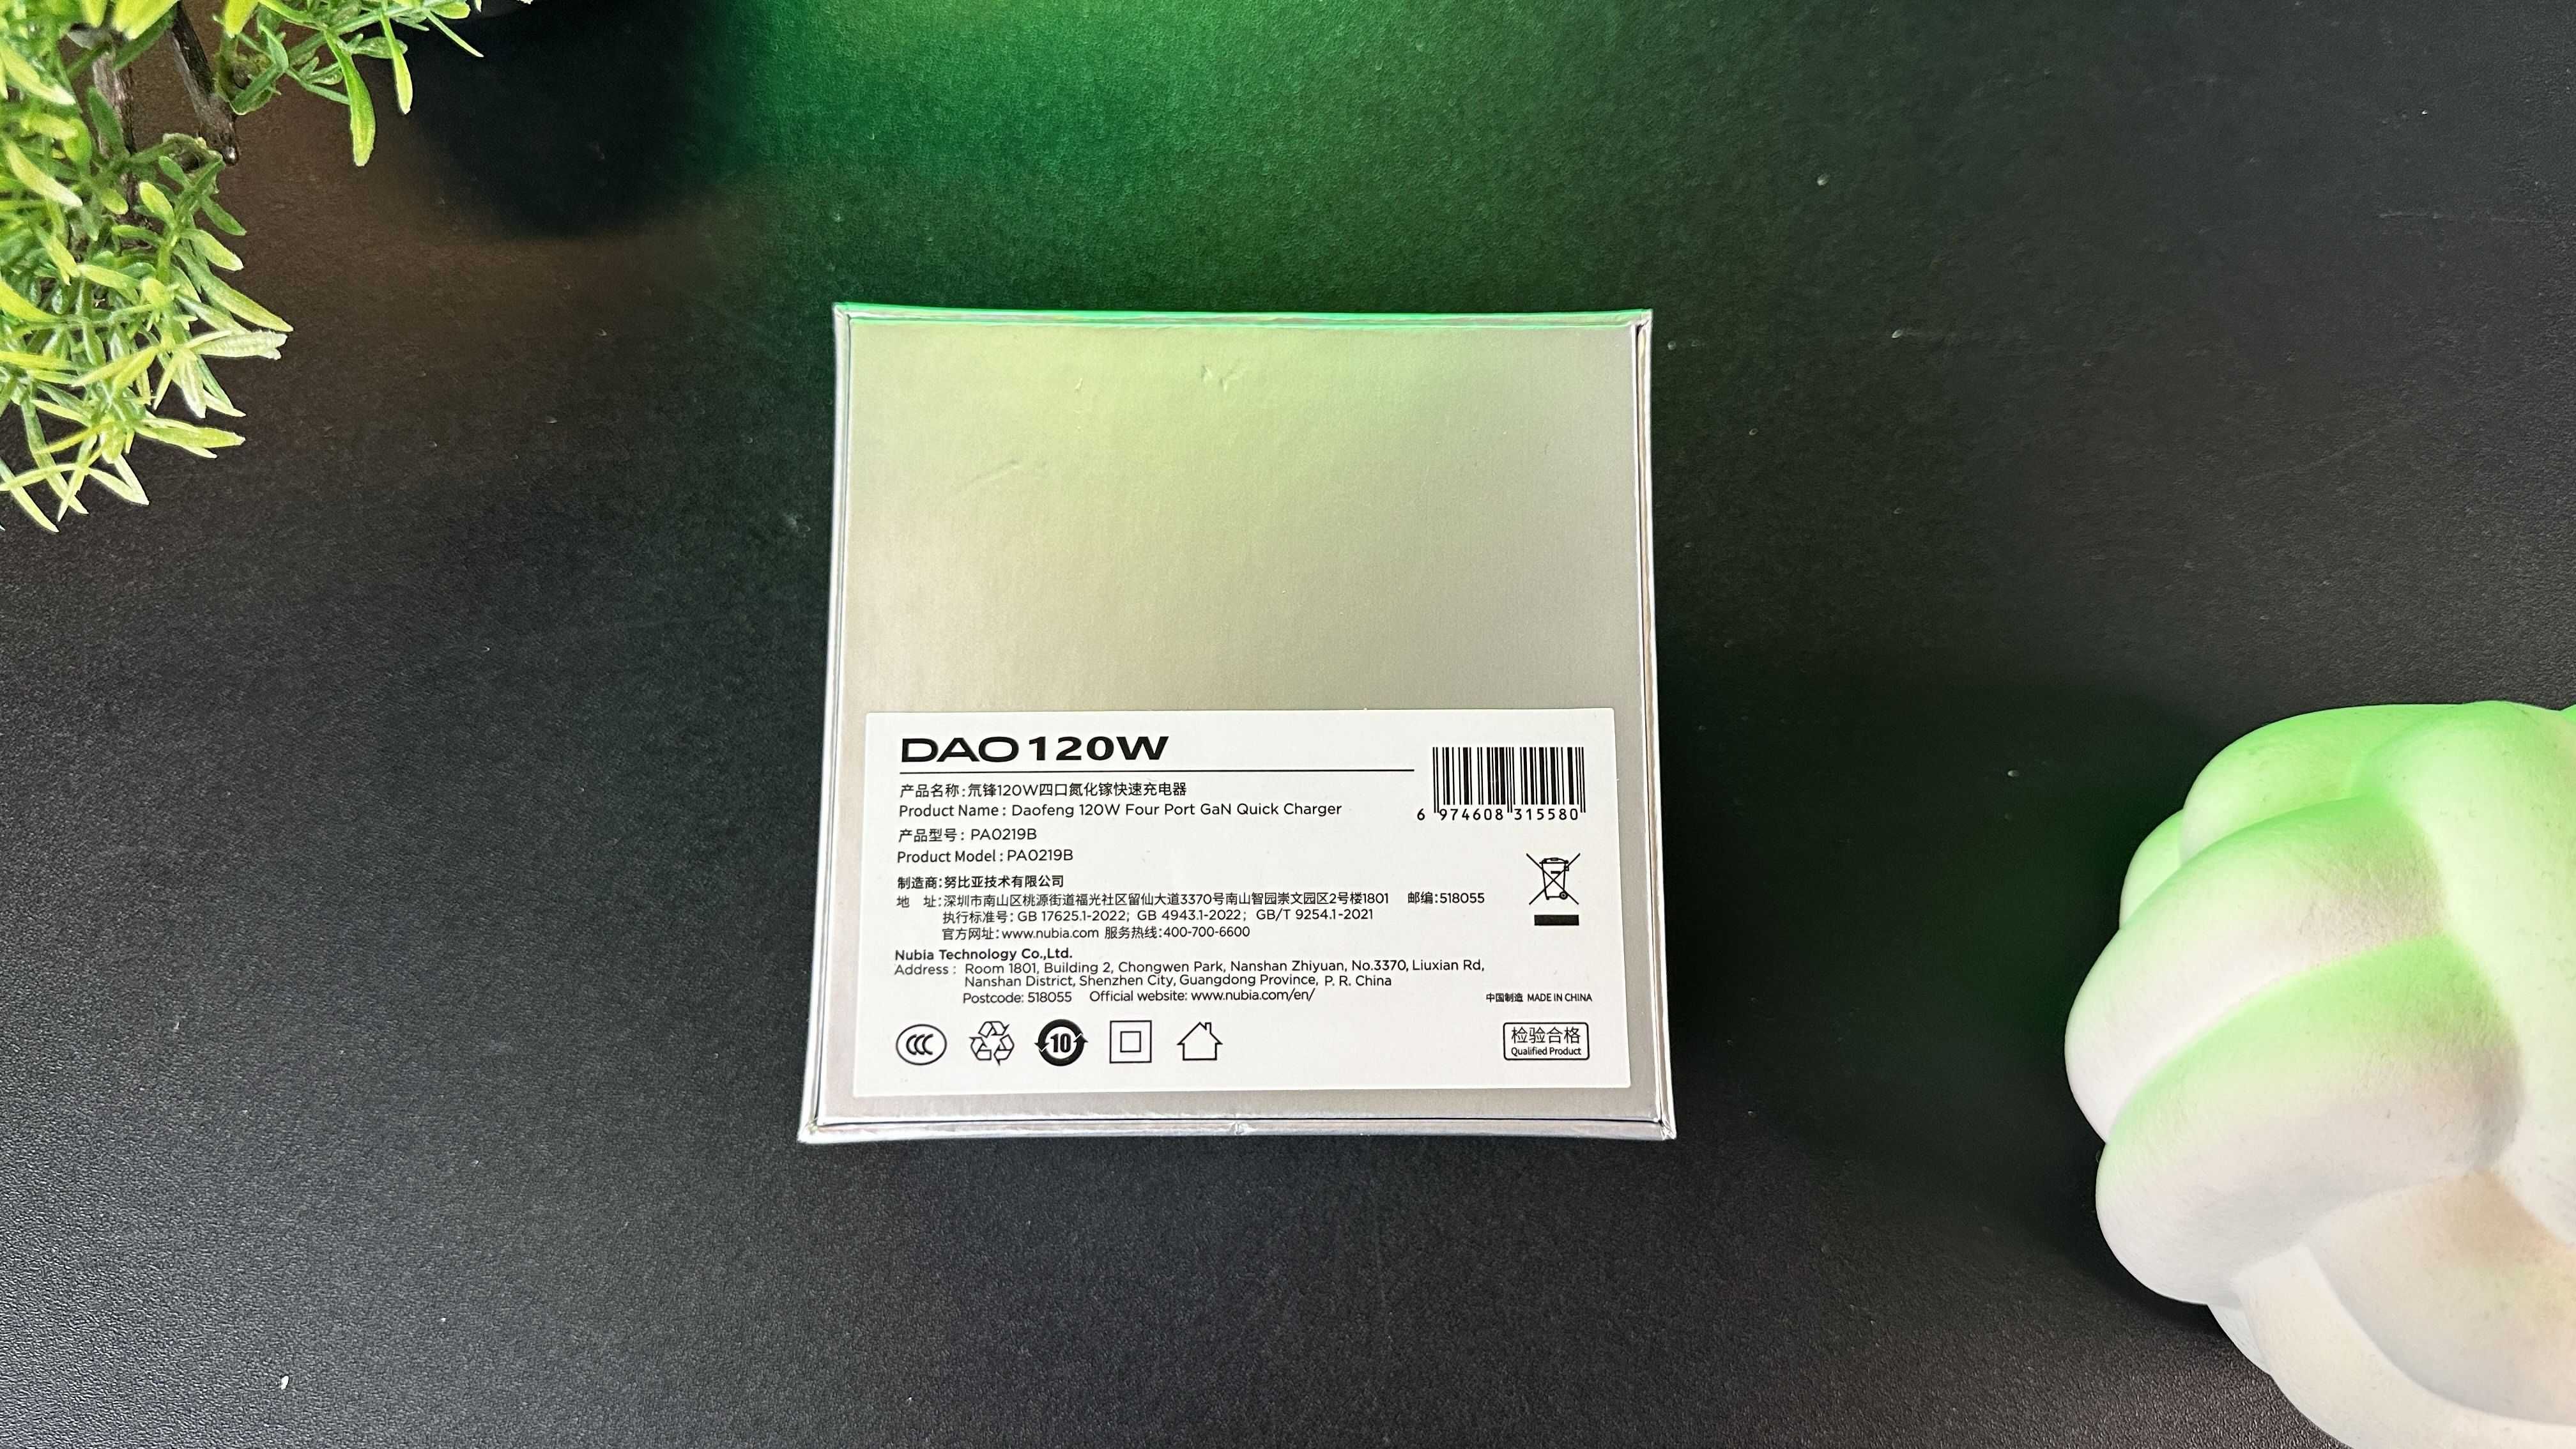 DAO 120W
产品名称:氘锋120W四口氮化镓快速充电器
Product Name : Daofeng 120W Four Port GaN Quick Charger
6 974608 315580
产品型号: PA0219B
Product Model : PA0219B
制造商:努比亚技术有限公司
地 址:深圳市南山区桃源街道福光社区留仙大道3370号南山智园崇文园区2号楼1801 邮编:518055
执行标准号: GB 17625.1-2022; GB 4943.1-2022; GB/T 9254.1-2021
官方网址:www.nubia.com 服务热线:400-700-6600
Nubia Technology Co.,Ltd.
Address : Room 1801, Building 2, Chongwen Park, Nanshan Zhiyuan, No.3370, Liuxian Rd,
Nanshan District, Shenzhen City, Guangdong Province, P. R. China
Postcode: 518055 Official website: www.nubia.com/en/
中国制造 MADE IN CHINA
CCC
10
检验合格
Qualified Product